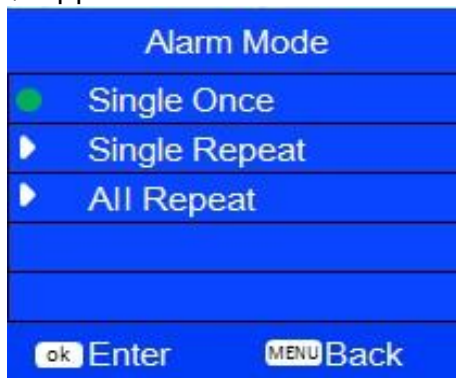 Alarm Mode
Single Once
Single Repeat
All Repeat
ok Enter MENU Back